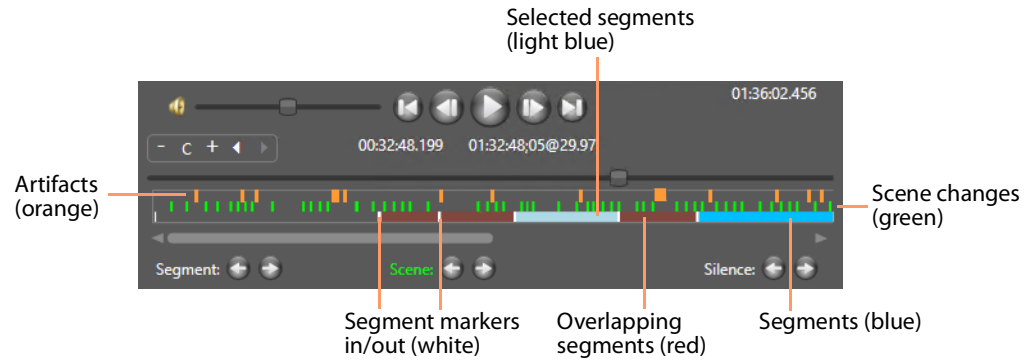 Selected segments
(light blue)
01:36:02.456
- C +
00:32:48.199 01:32:48;05@29.97
Artifacts
(orange)
Scene changes
(green)
Segment: Scene: Silence:
Segment markers
in/out (white)
Overlapping
segments (red)
Segments (blue)